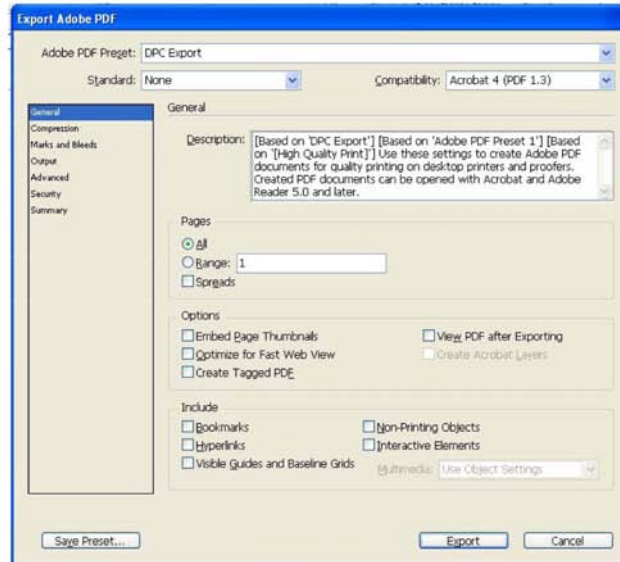 Export Adobe PDF
Adobe PDF Preset: DPC Export
Standard: None Compatibility: Acrobat 4 (PDF 1.3)
General
Compression
Marks and Bleeds
Output
Advanced
Security
Summary
General
Description: [Based on 'DPC Export'] [Based on 'Adobe PDF Preset 1'] [Based
on '[High Quality Print]'] Use these settings to create Adobe PDF
documents for quality printing on desktop printers and proofers.
Created PDF documents can be opened with Acrobat and Adobe
Reader 5.0 and later.
Pages
All
Range: 1
Spreads
Options
Embed Page Thumbnails View PDF after Exporting
Optimize for Fast Web View Create Acrobat Layers
Create Tagged PDF
Include
Bookmarks Non-Printing Objects
Hyperlinks Interactive Elements
Visible Guides and Baseline Grids Multimedia: Use Object Settings
Save Preset... Export Cancel